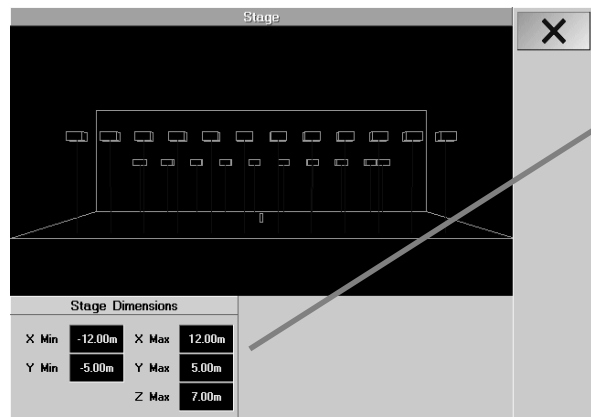 Stage
Stage Dimensions
X Min -12.00m X Max 12.00m
Y Min -5.00m Y Max 5.00m
Z Max 7.00m